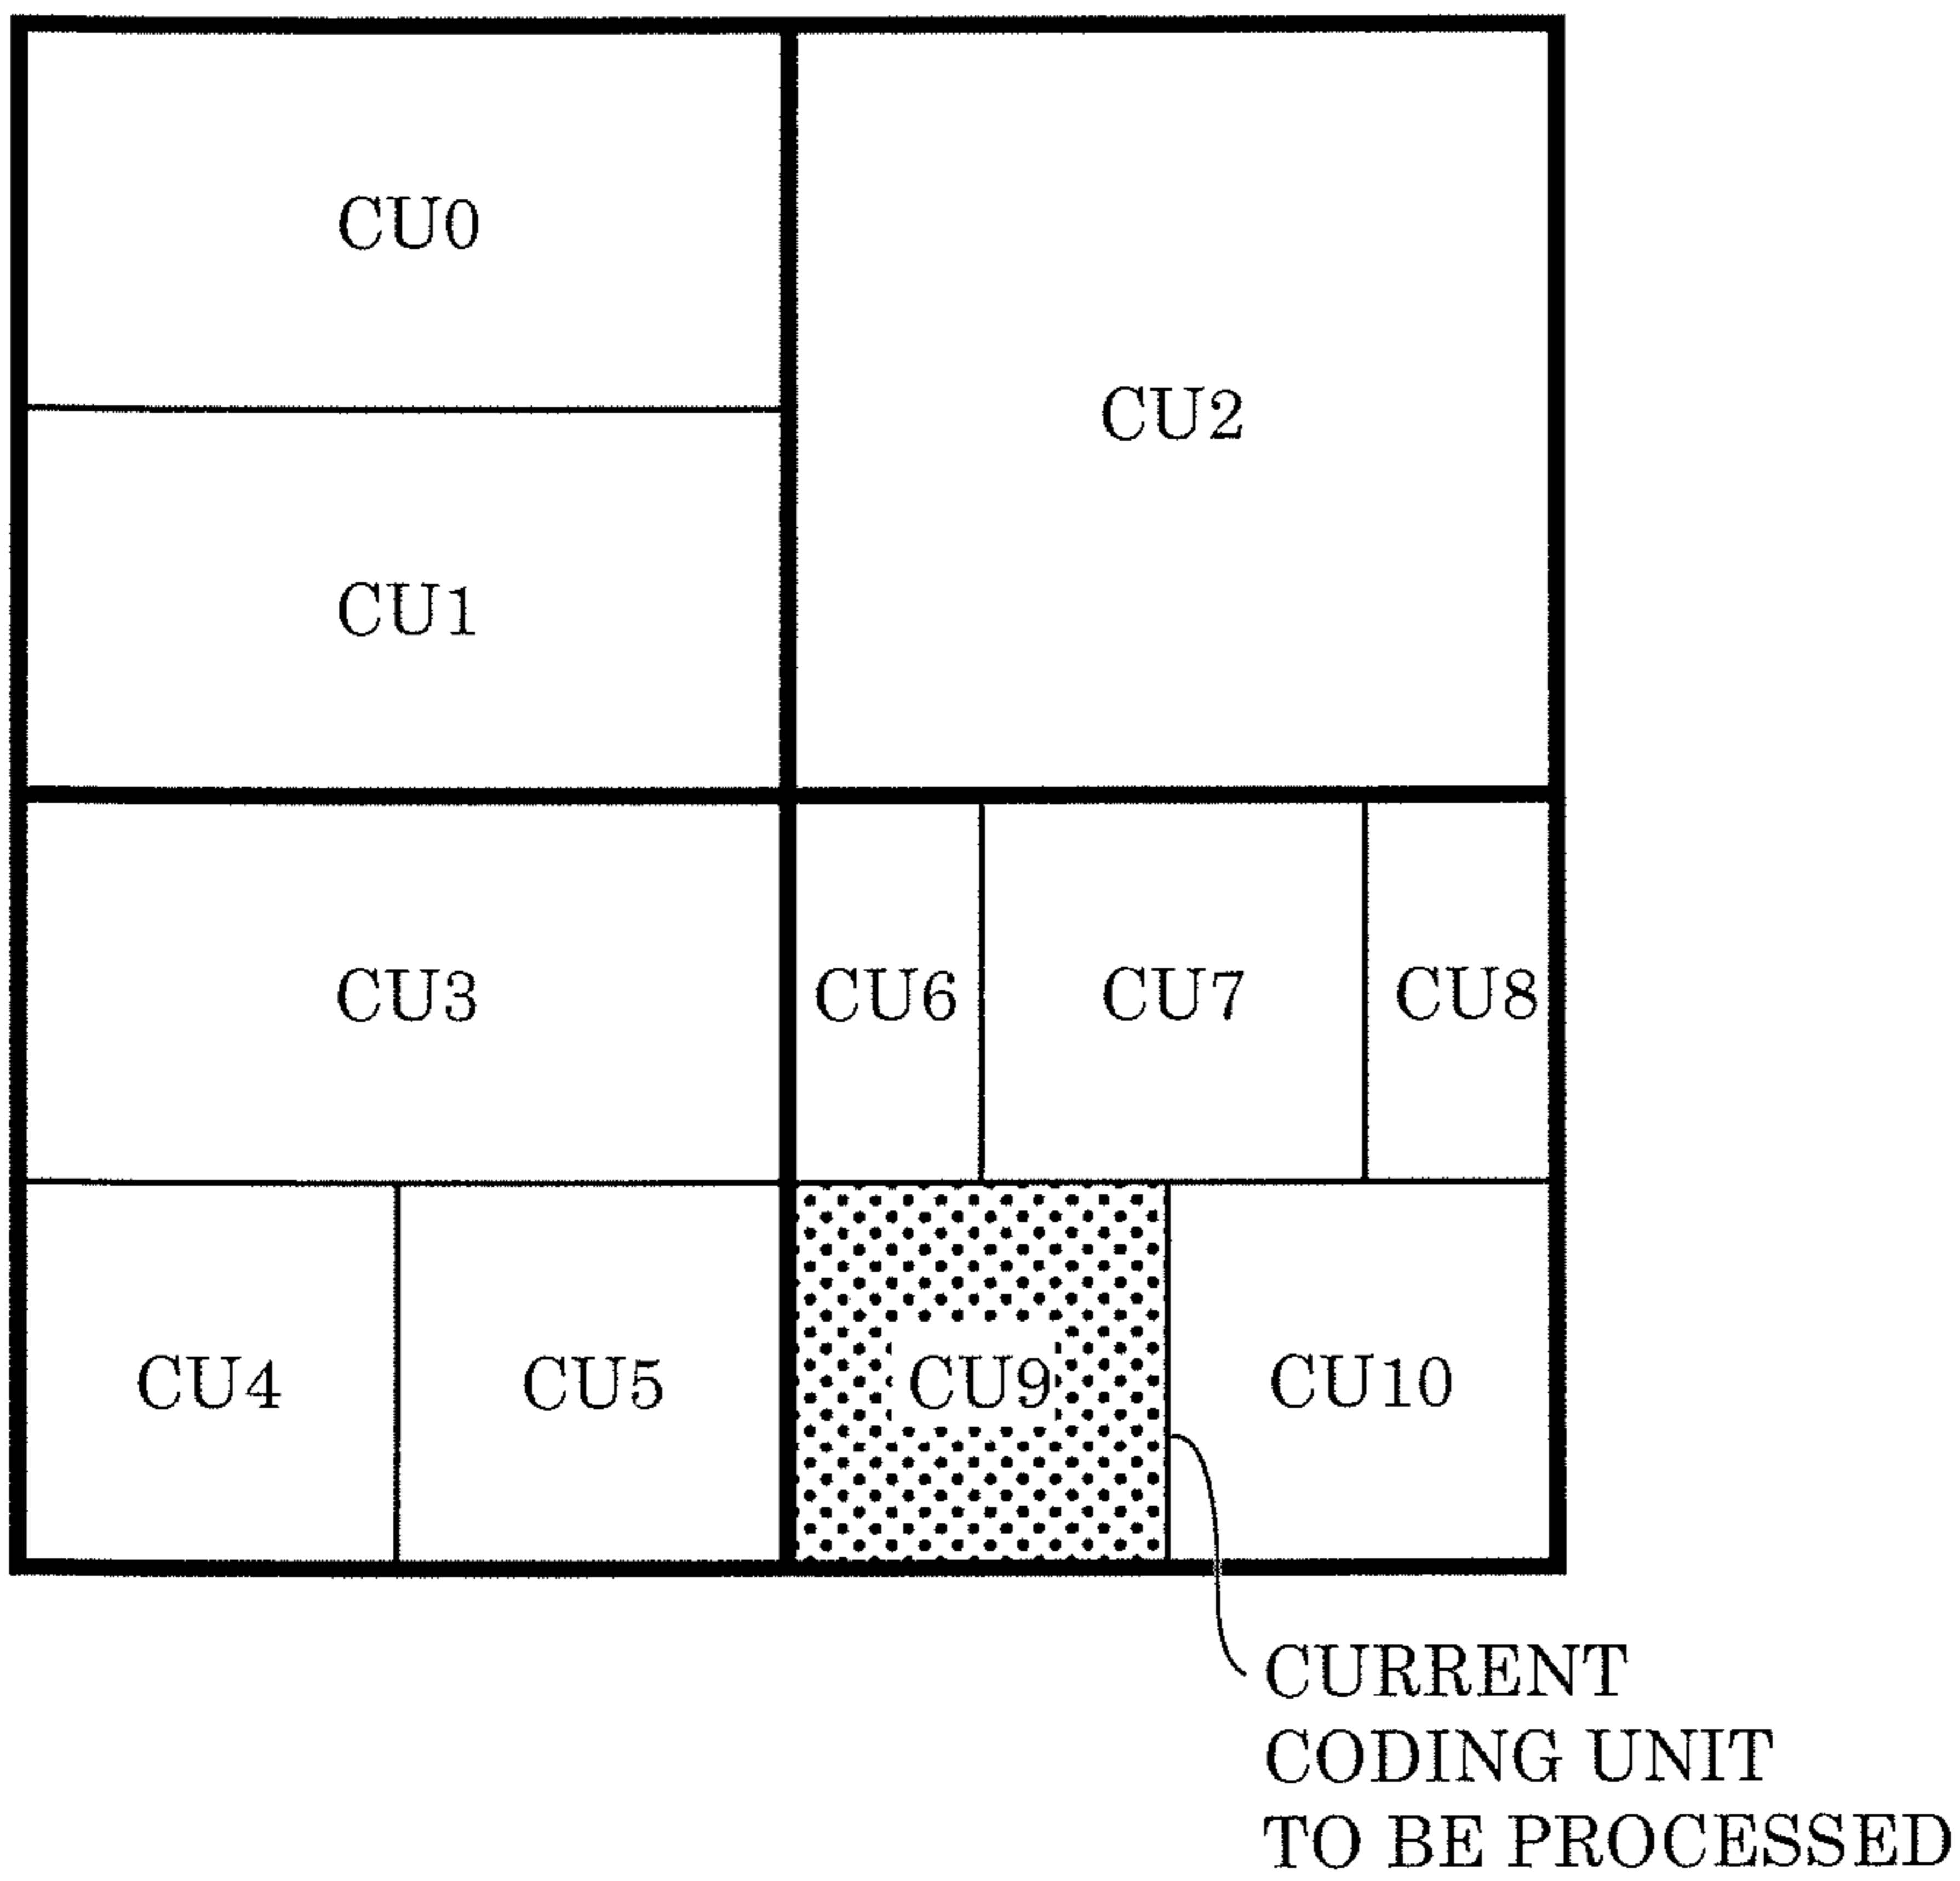 CU0
CU2
CU1
CU3
CU6
CU7
CU8
CU4
CU5
CU9
CU10
CURRENT
CODING UNIT
TO BE PROCESSED